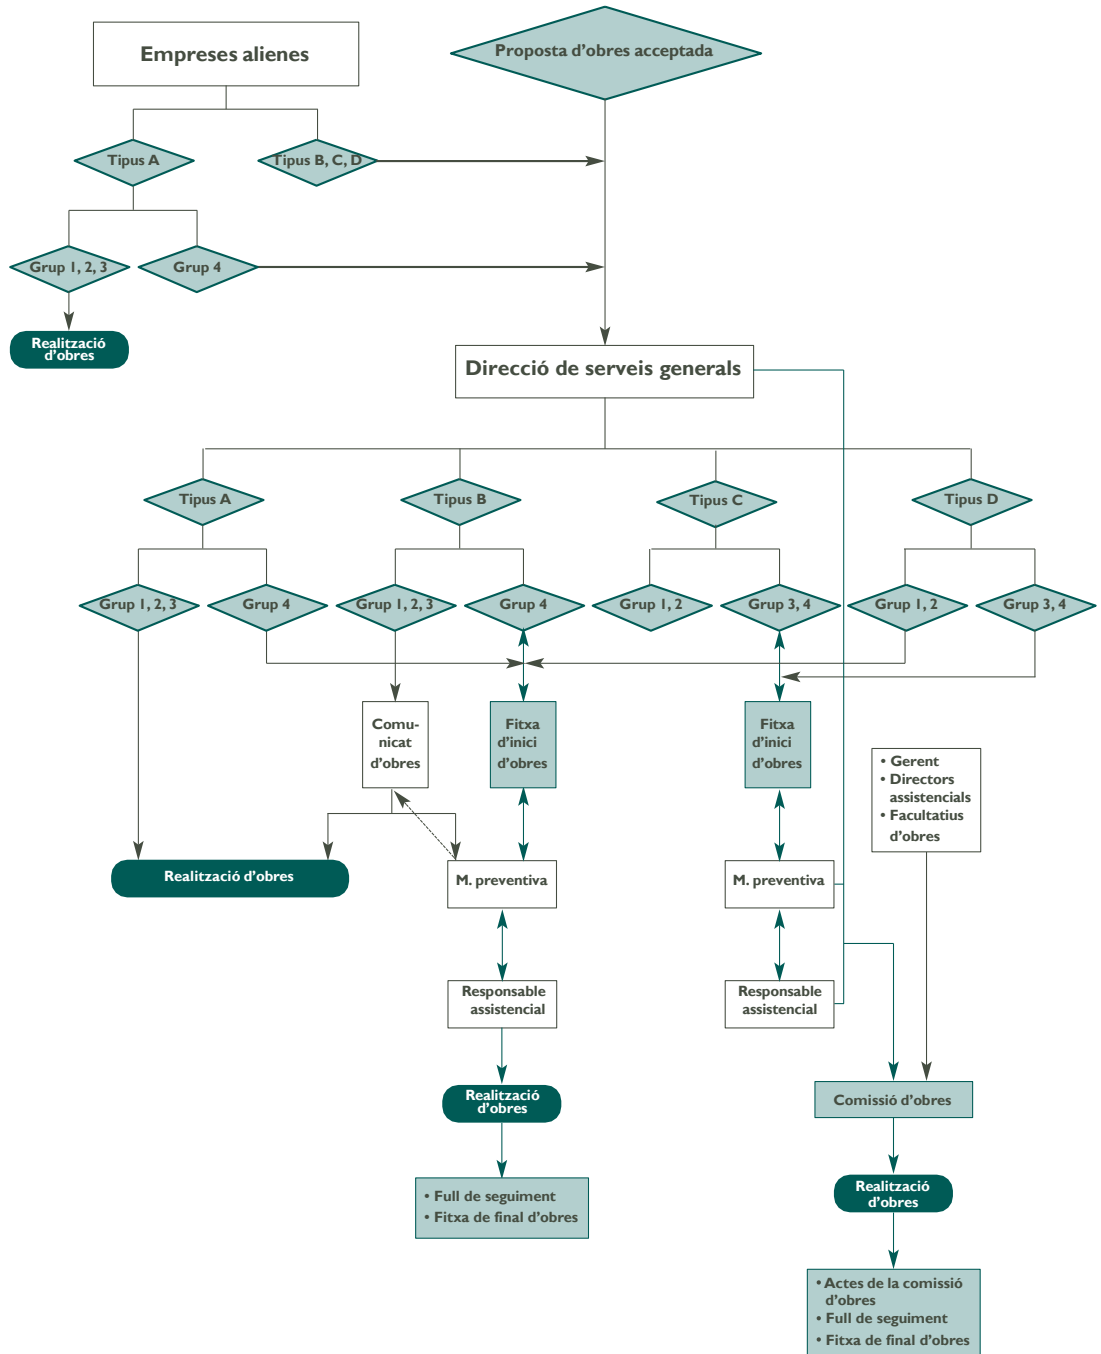 Empreses alienes
Proposta d'obres acceptada
Tipus A
Tipus B, C, D
Grup 1, 2, 3
Grup 4
Realització
d'obres
Direcció de serveis generals
Tipus A
Tipus B
Tipus C
Tipus D
Grup 1, 2, 3
Grup 4
Grup 1, 2, 3
Grup 4
Grup 1, 2
Grup 3, 4
Grup 1, 2
Grup 3, 4
Comu-
nicat
d'obres
Fitxa
d'inici
d'obres
Fitxa
d'inici
d'obres
• Gerent
• Directors
assistencials
• Facultatius
d'obres
Realització d'obres
M. preventiva
M. preventiva
Responsable
assistencial
Responsable
assistencial
Realització
d'obres
Comissió d'obres
• Full de seguiment
• Fitxa de final d'obres
Realització
d'obres
• Actes de la comissió
d'obres
• Full de seguiment
• Fitxa de final d'obres